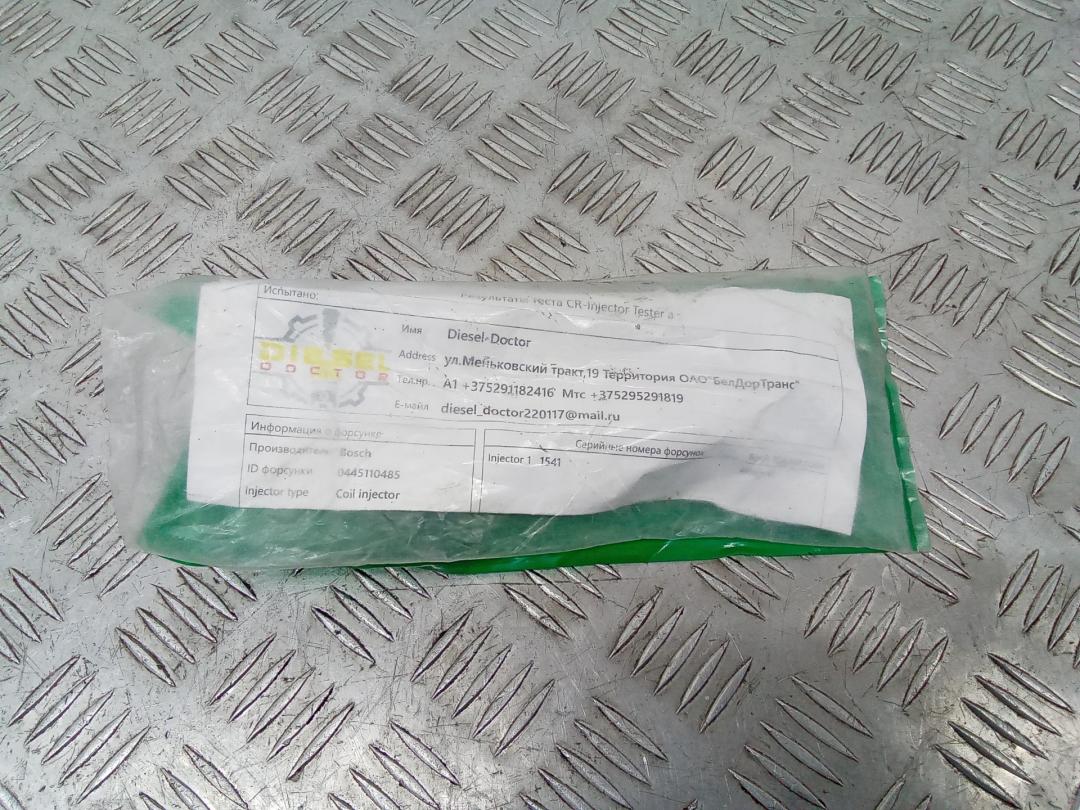 Испытано:
Результаты теста CR-Injector Tester
DIESEL
DOCTOR
Имя Diesel-Doctor
Address ул.Меньковский Тракт,19 Территория ОАО"БелДорТранс"
Тел.нр... А1 +375291182416 Мтс +375295291819
Е-майл diesel_doctor220117@mail.ru
Информация о форсунке
Производитель Bosch
ID форсунки 0445110485
Injector type Coil injector
Серийные номера форсунок
Injector 1 1541